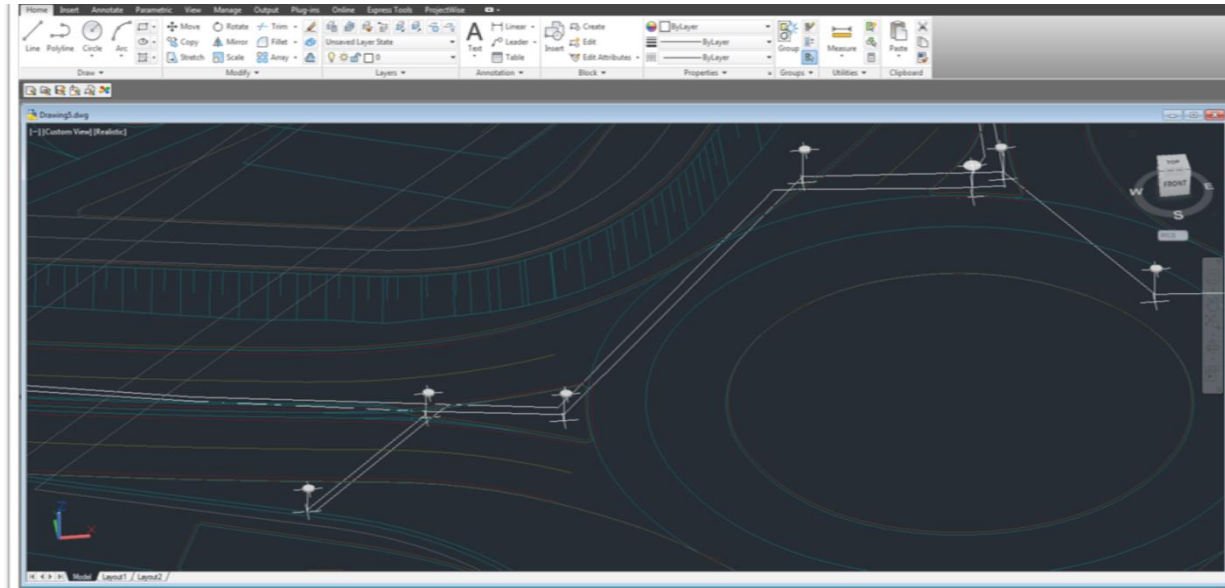 Home Insert Annotate Parametric View Manage Output Plug-ins Online Express Tools ProjectWise
Line Polyline Circle Arc
Move Rotate Trim
Copy Mirror Fillet
Stretch Scale Array
Unsaved Layer State
0
Text
Linear
Leader
Table
Insert
Create
Edit
Edit Attributes
ByLayer
ByLayer
ByLayer
Group
Measure
Paste
Draw Modify Layers Annotation Block Properties Groups Utilities Clipboard
Drawing5.dwg
[-] [Custom View] [Realistic]
TOP
FRONT
W
E
S
Z
X
Model Layout1 Layout2